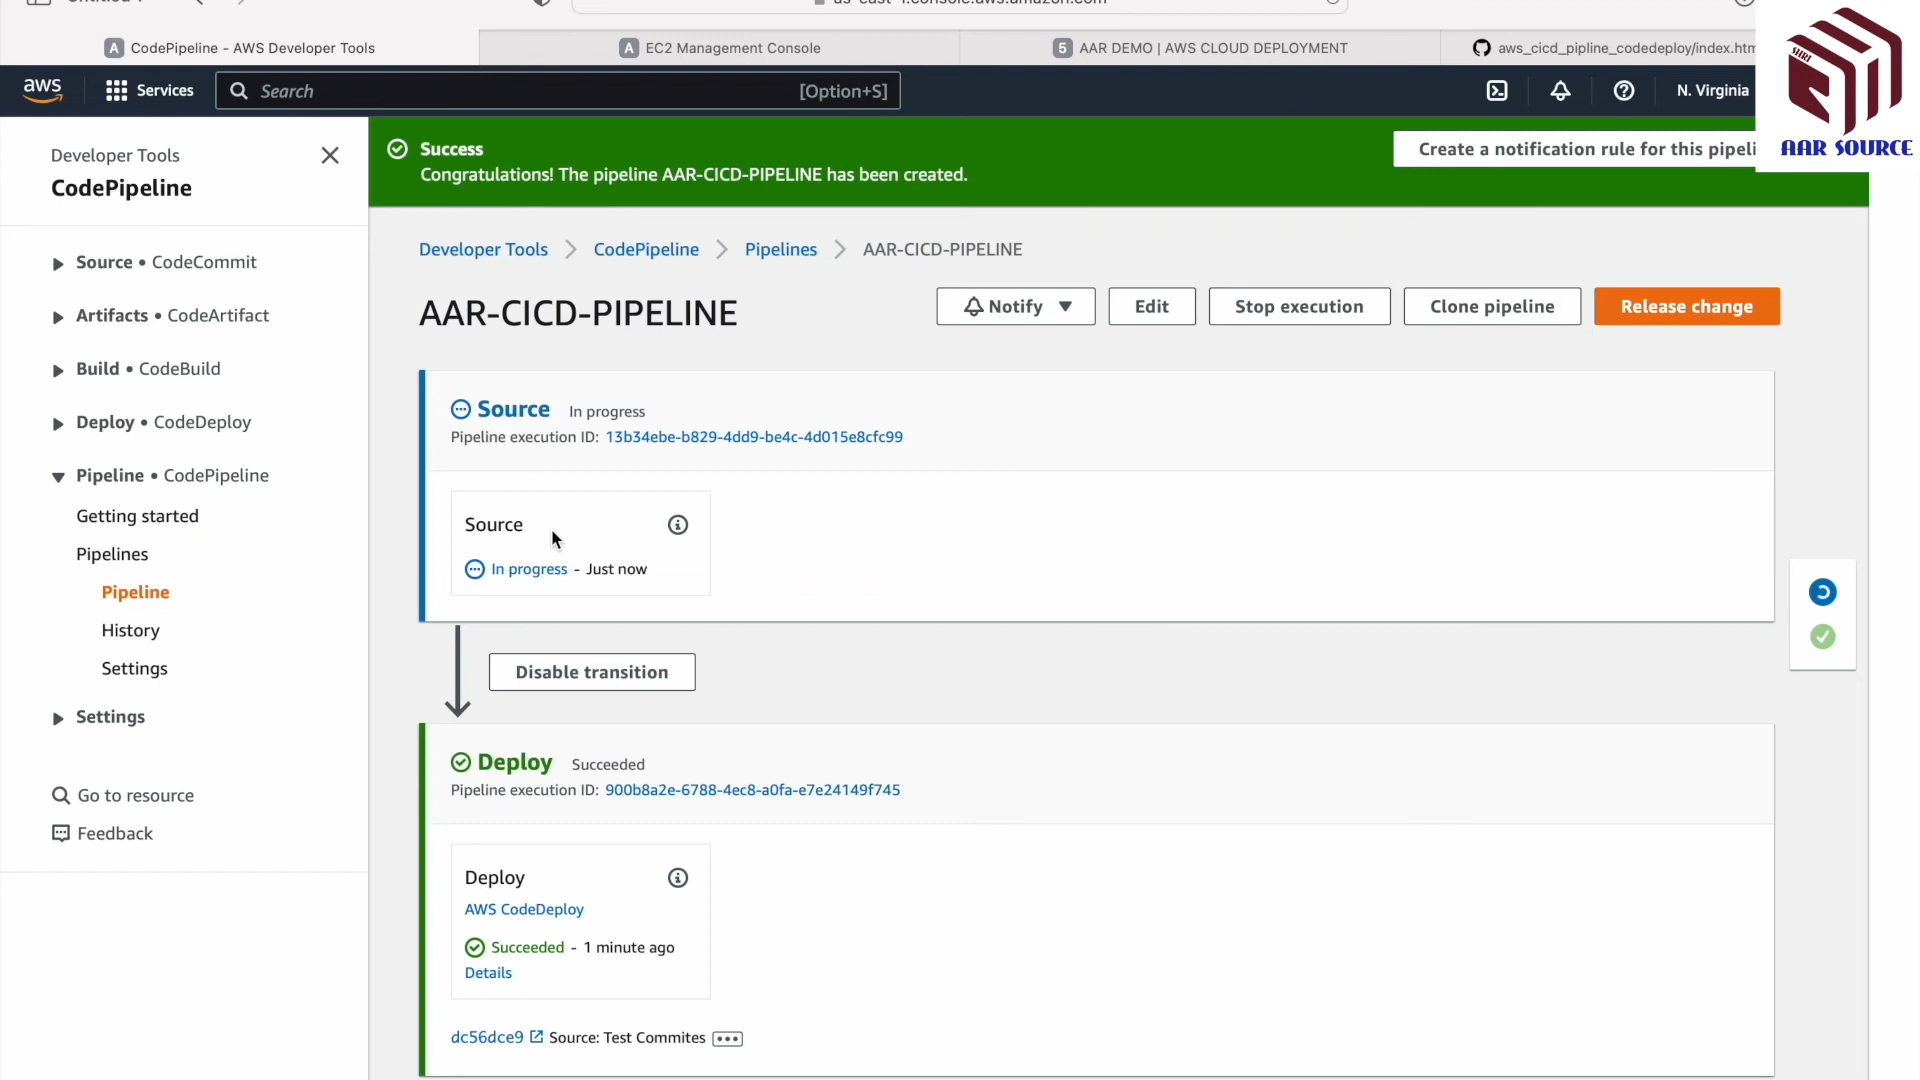 CodePipeline - AWS Developer Tools
EC2 Management Console
5 AAR DEMO | AWS CLOUD DEPLOYMENT
aws_cicd_pipline_codedeploy/index.htm
aws
Services
Search
[Option+S]
N. Virginia
SHRI
AAR SOURCE
Developer Tools
CodePipeline
Success
Congratulations! The pipeline AAR-CICD-PIPELINE has been created.
Create a notification rule for this pipeli
Source • CodeCommit
Artifacts • CodeArtifact
Build • CodeBuild
Deploy • CodeDeploy
Pipeline • CodePipeline
Getting started
Pipelines
Pipeline
History
Settings
Settings
Go to resource
Feedback
Developer Tools > CodePipeline > Pipelines > AAR-CICD-PIPELINE
AAR-CICD-PIPELINE
Notify
Edit
Stop execution
Clone pipeline
Release change
Source In progress
Pipeline execution ID: 13b34ebe-b829-4dd9-be4c-4d015e8cfc99
Source
In progress - Just now
Disable transition
Deploy Succeeded
Pipeline execution ID: 900b8a2e-6788-4ec8-a0fa-e7e24149f745
Deploy
AWS CodeDeploy
Succeeded - 1 minute ago
Details
dc56dce9 Source: Test Commites